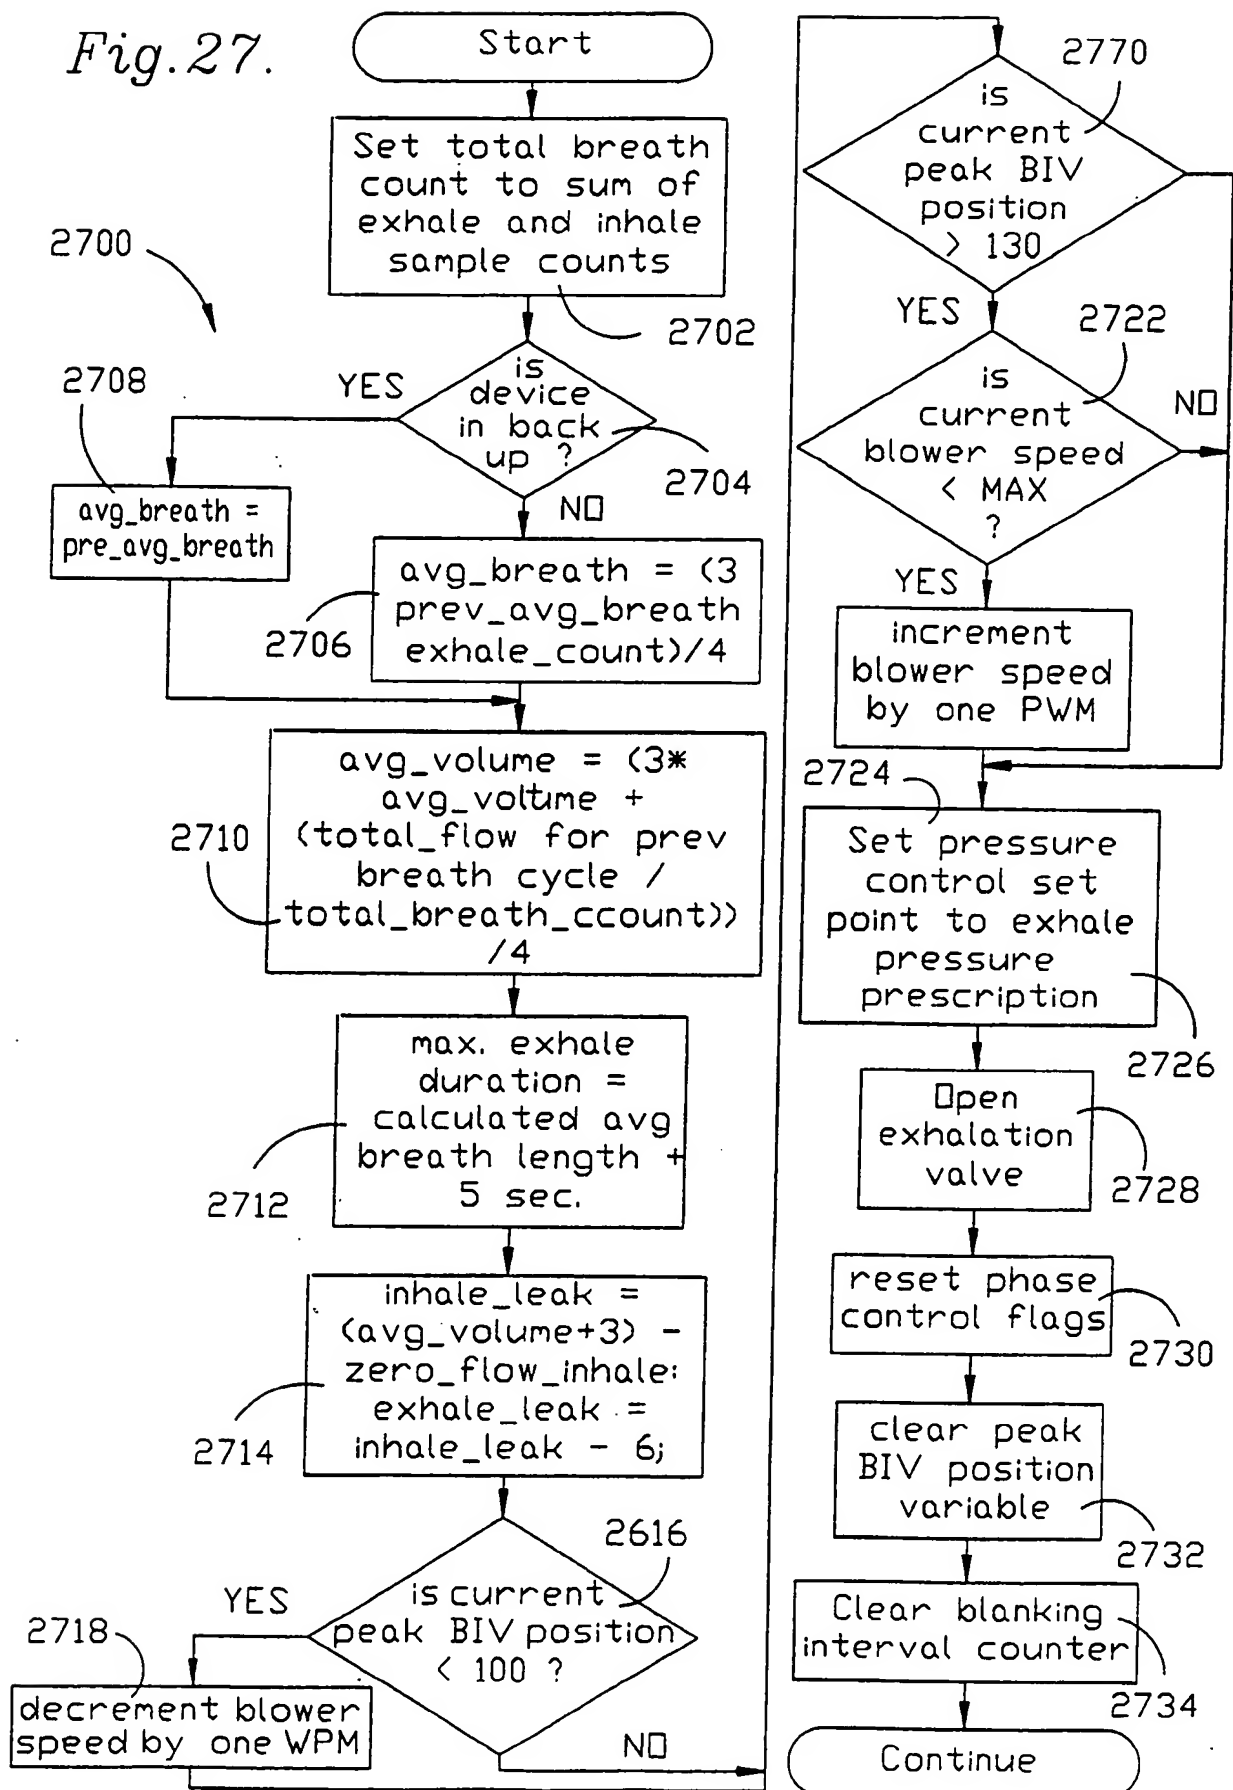 Fig.27.
Start
Set total breath
count to sum of
exhale and inhale
sample counts
2700
2702
is
device
in back
up ?
YES
2708
2704
NO
avg_breath =
pre_avg_breath
avg_breath = (3
prev_avg_breath
exhale_count)/4
2706
avg_volume = (3*
avg_voltime +
(total_flow for prev
breath cycle /
total_breath_ccount))
/4
2710
max. exhale
duration =
calculated avg
breath length +
5 sec.
2712
inhale_leak =
(avg_volume+3) -
zero_flow_inhale:
exhale_leak =
inhale_leak - 6;
2714
2616
is current
peak BIV position
< 100 ?
YES
2718
decrement blower
speed by one WPM
NO
2770
is
current
peak BIV
position
> 130
YES
2722
is
current
blower speed
< MAX
?
NO
YES
increment
blower speed
by one PWM
2724
Set pressure
control set
point to exhale
pressure
prescription
2726
Open
exhalation
valve
2728
reset phase
control flags
2730
clear peak
BIV position
variable
2732
Clear blanking
interval counter
2734
Continue